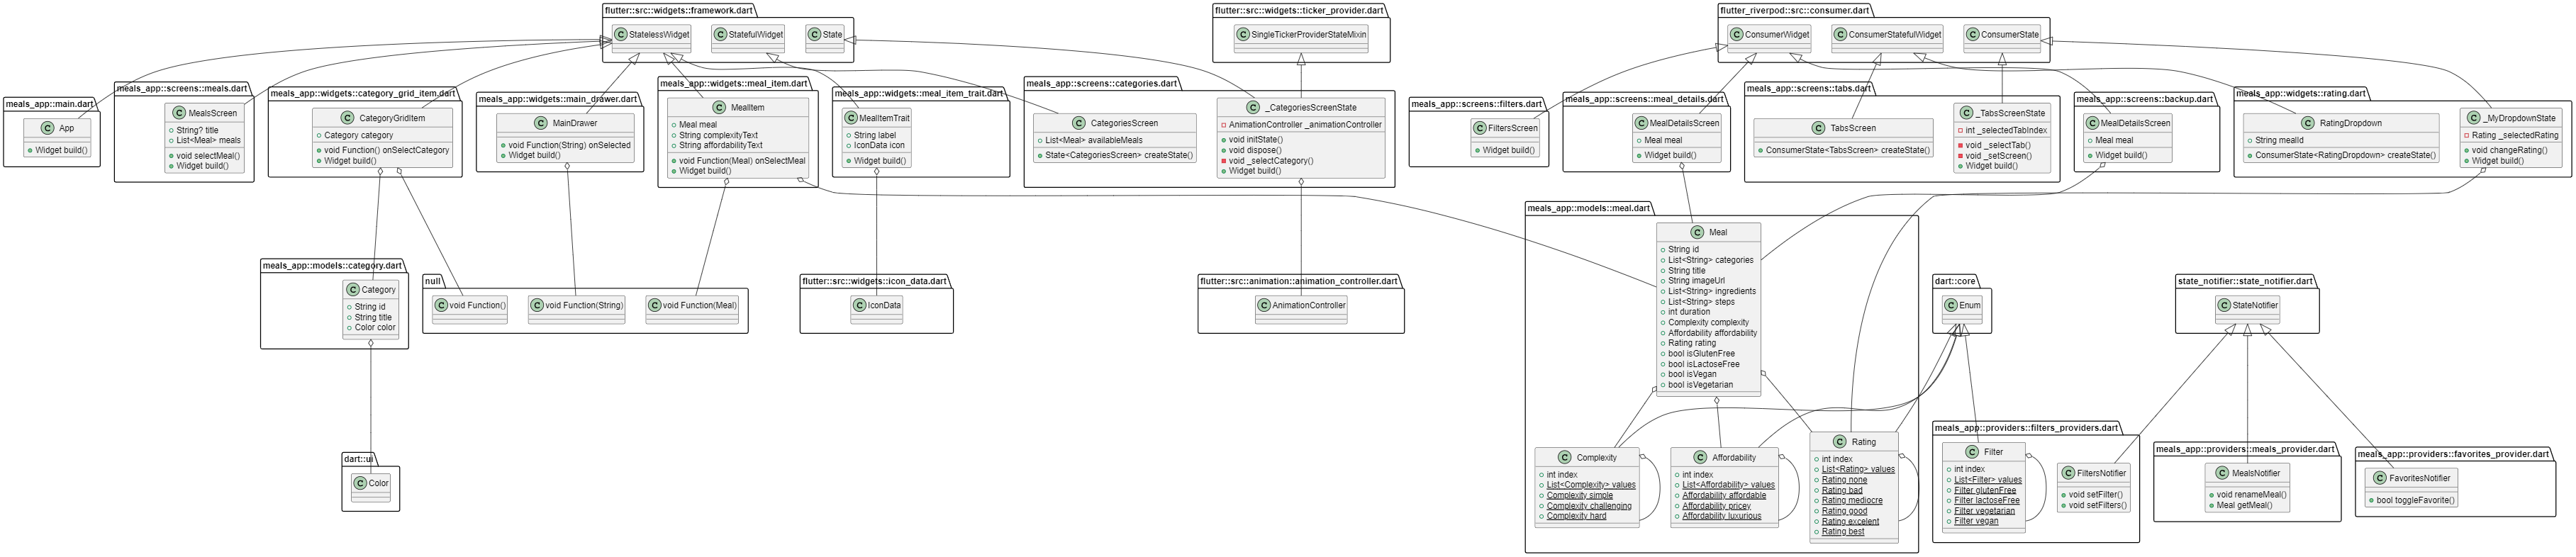 flutter::src::widgets::framework.dart
C StatelessWidget
C StatefulWidget
C State
flutter::src::widgets::ticker_provider.dart
C SingleTickerProviderStateMixin
flutter_riverpod::src::consumer.dart
C ConsumerWidget
C ConsumerStatefulWidget
C ConsumerState
meals_app::main.dart
C App
Widget build()
meals_app::screens::meals.dart
C MealsScreen
String? title
List<Meal> meals
void selectMeal()
Widget build()
meals_app::widgets::category_grid_item.dart
C CategoryGridItem
Category category
void Function() onSelectCategory
Widget build()
meals_app::widgets::main_drawer.dart
C MainDrawer
void Function(String) onSelected
Widget build()
meals_app::widgets::meal_item.dart
C MealItem
Meal meal
String complexityText
String affordabilityText
void Function(Meal) onSelectMeal
Widget build()
meals_app::widgets::meal_item_trait.dart
C MealItemTrait
String label
IconData icon
Widget build()
meals_app::screens::categories.dart
C CategoriesScreen
List<Meal> availableMeals
State<CategoriesScreen> createState()
C _CategoriesScreenState
AnimationController _animationController
void initState()
void dispose()
void _selectCategory()
Widget build()
meals_app::screens::filters.dart
C FiltersScreen
Widget build()
meals_app::screens::meal_details.dart
C MealDetailsScreen
Meal meal
Widget build()
meals_app::screens::tabs.dart
C TabsScreen
ConsumerState<TabsScreen> createState()
C _TabsScreenState
int _selectedTabIndex
void _selectTab()
void _setScreen()
Widget build()
meals_app::screens::backup.dart
C MealDetailsScreen
Meal meal
Widget build()
meals_app::widgets::rating.dart
C RatingDropdown
String mealId
ConsumerState<RatingDropdown> createState()
C _MyDropdownState
Rating _selectedRating
void changeRating()
Widget build()
meals_app::models::category.dart
C Category
String id
String title
Color color
null
C void Function()
C void Function(String)
C void Function(Meal)
flutter::src::widgets::icon_data.dart
C IconData
flutter::src::animation::animation_controller.dart
C AnimationController
meals_app::models::meal.dart
C Meal
String id
List<String> categories
String title
String imageUrl
List<String> ingredients
List<String> steps
int duration
Complexity complexity
Affordability affordability
Rating rating
bool isGlutenFree
bool isLactoseFree
bool isVegan
bool isVegetarian
C Complexity
int index
List<Complexity> values
Complexity simple
Complexity challenging
Complexity hard
C Affordability
int index
List<Affordability> values
Affordability affordable
Affordability pricey
Affordability luxurious
C Rating
int index
List<Rating> values
Rating none
Rating bad
Rating mediocre
Rating good
Rating excelent
Rating best
dart::core
C Enum
state_notifier::state_notifier.dart
C StateNotifier
dart::ui
C Color
meals_app::providers::filters_providers.dart
C Filter
int index
List<Filter> values
Filter glutenFree
Filter lactoseFree
Filter vegetarian
Filter vegan
C FiltersNotifier
void setFilter()
void setFilters()
meals_app::providers::meals_provider.dart
C MealsNotifier
void renameMeal()
Meal getMeal()
meals_app::providers::favorites_provider.dart
C FavoritesNotifier
bool toggleFavorite()